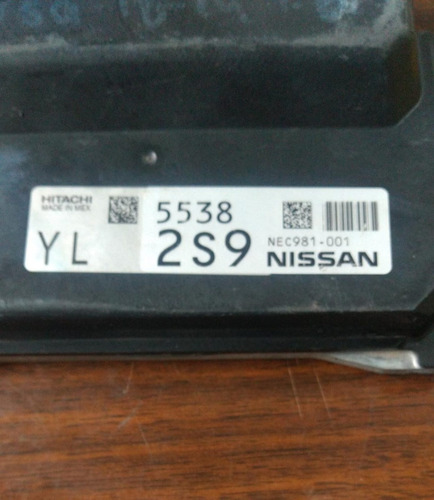 HITACHI
MADE IN MEX
5538
YL
2S9
NEC981-001
NISSAN